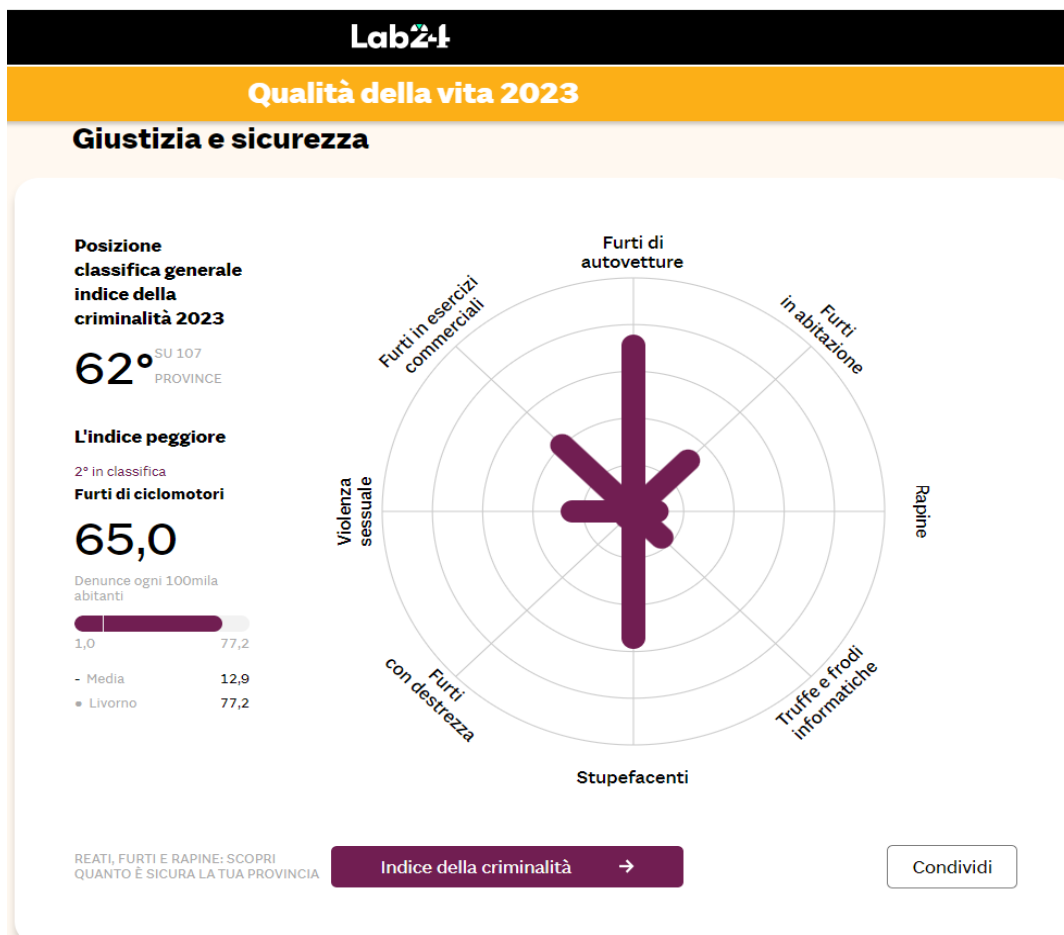 Lab24
Qualità della vita 2023
Giustizia e sicurezza
Posizione
classifica generale
indice della
criminalità 2023
62° SU 107
PROVINCE
L'indice peggiore
2° in classifica
Furti di ciclomotori
65,0
Denunce ogni 100mila
abitanti
1,0 77,2
- Media 12,9
• Livorno 77,2
Furti di
autovetture
Furti
in abitazione
Rapine
Truffe e frodi
informatiche
Stupefacenti
Furti
con destrezza
Violenza
sessuale
Furti in esercizi
commerciali
REATI, FURTI E RAPINE: SCOPRI
QUANTO È SICURA LA TUA PROVINCIA
Indice della criminalità →
Condividi